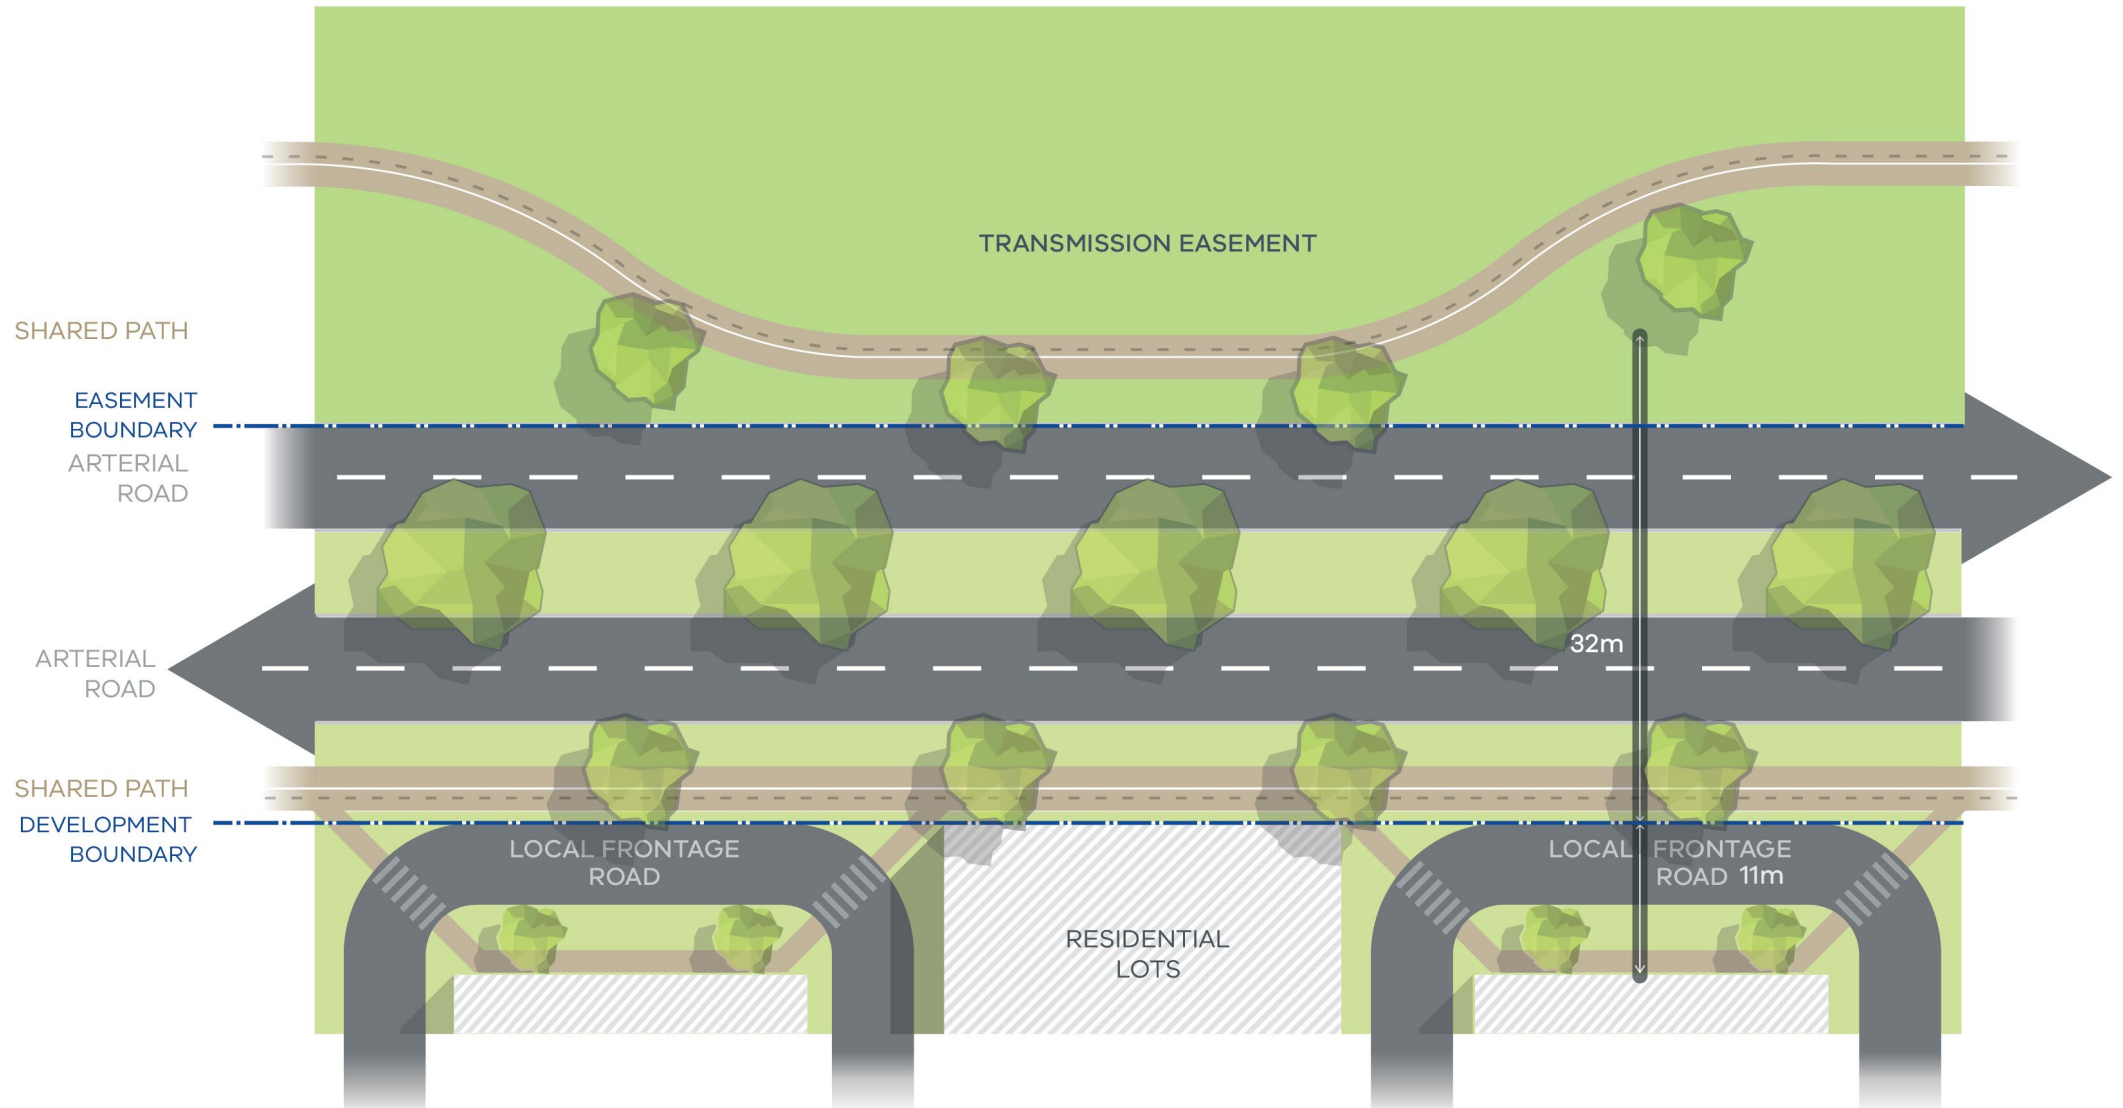 TRANSMISSION EASEMENT
SHARED PATH
EASEMENT
BOUNDARY
ARTERIAL
ROAD
32m
ARTERIAL
ROAD
SHARED PATH
DEVELOPMENT
BOUNDARY
LOCAL FRONTAGE
ROAD
LOCAL FRONTAGE
ROAD 11m
RESIDENTIAL
LOTS